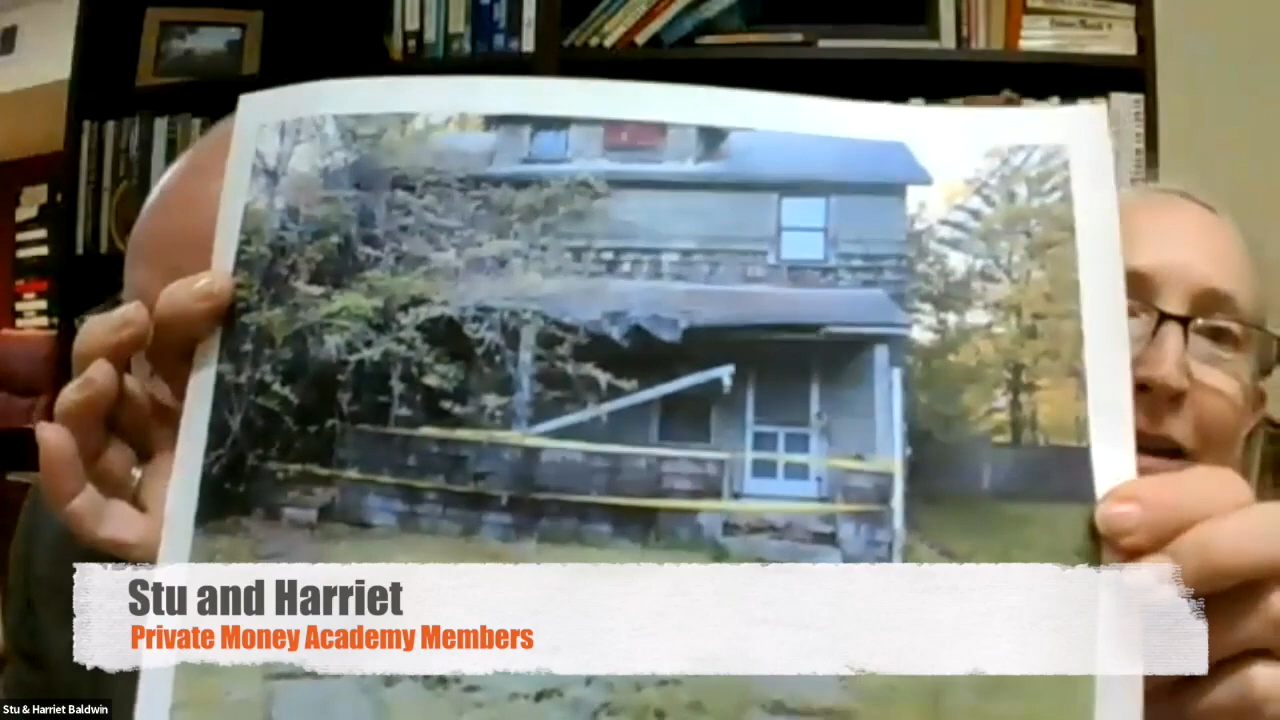 Stu and Harriet
Private Money Academy Members
Stu & Harriet Baldwin